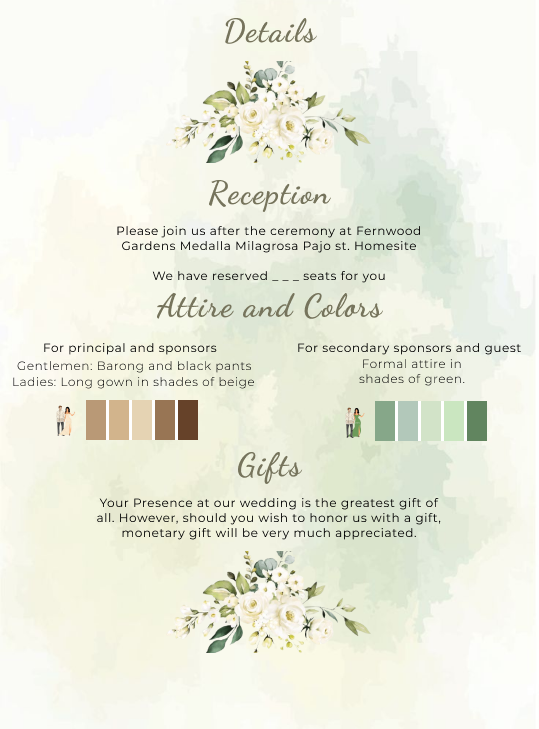 Details
Reception
Please join us after the ceremony at Fernwood
Gardens Medalla Milagrosa Pajo st. Homesite
We have reserved _ _ _ seats for you
Attire and Colors
For principal and sponsors
Gentlemen: Barong and black pants
Ladies: Long gown in shades of beige
For secondary sponsors and guest
Formal attire in
shades of green.
Gifts
Your Presence at our wedding is the greatest gift of
all. However, should you wish to honor us with a gift,
monetary gift will be very much appreciated.